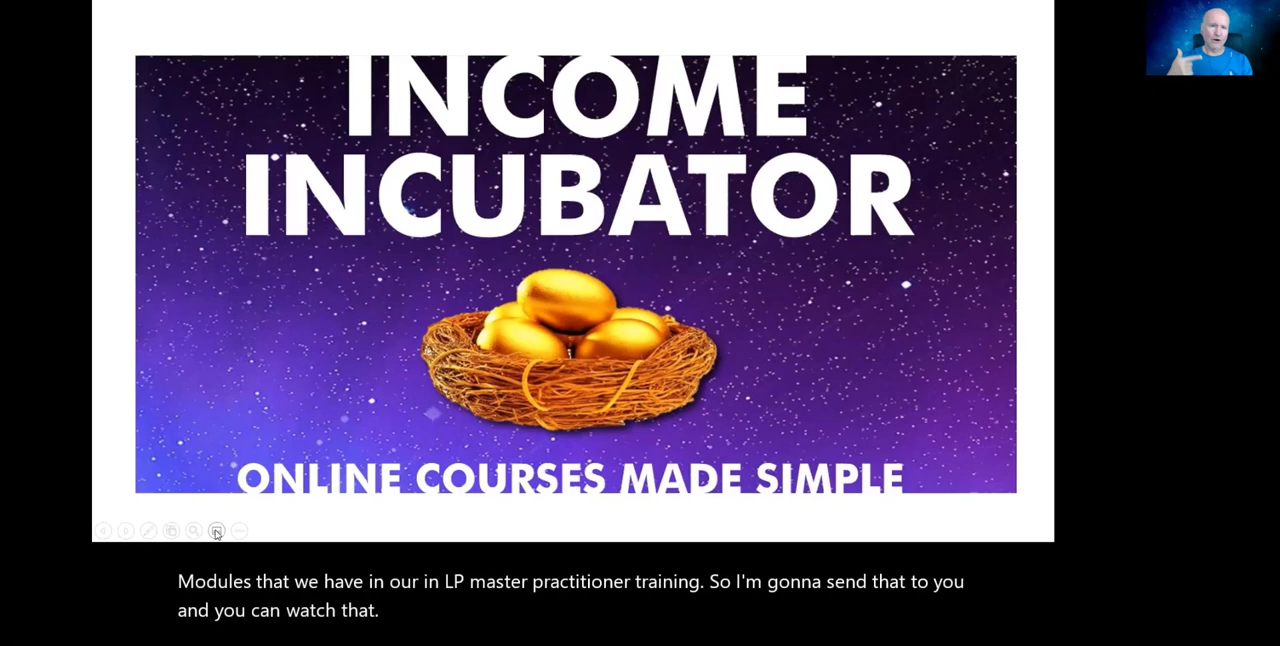 INCOME
INCUBATOR
ONLINE COURSES MADE SIMPLE
Modules that we have in our in LP master practitioner training. So I'm gonna send that to you
and you can watch that.